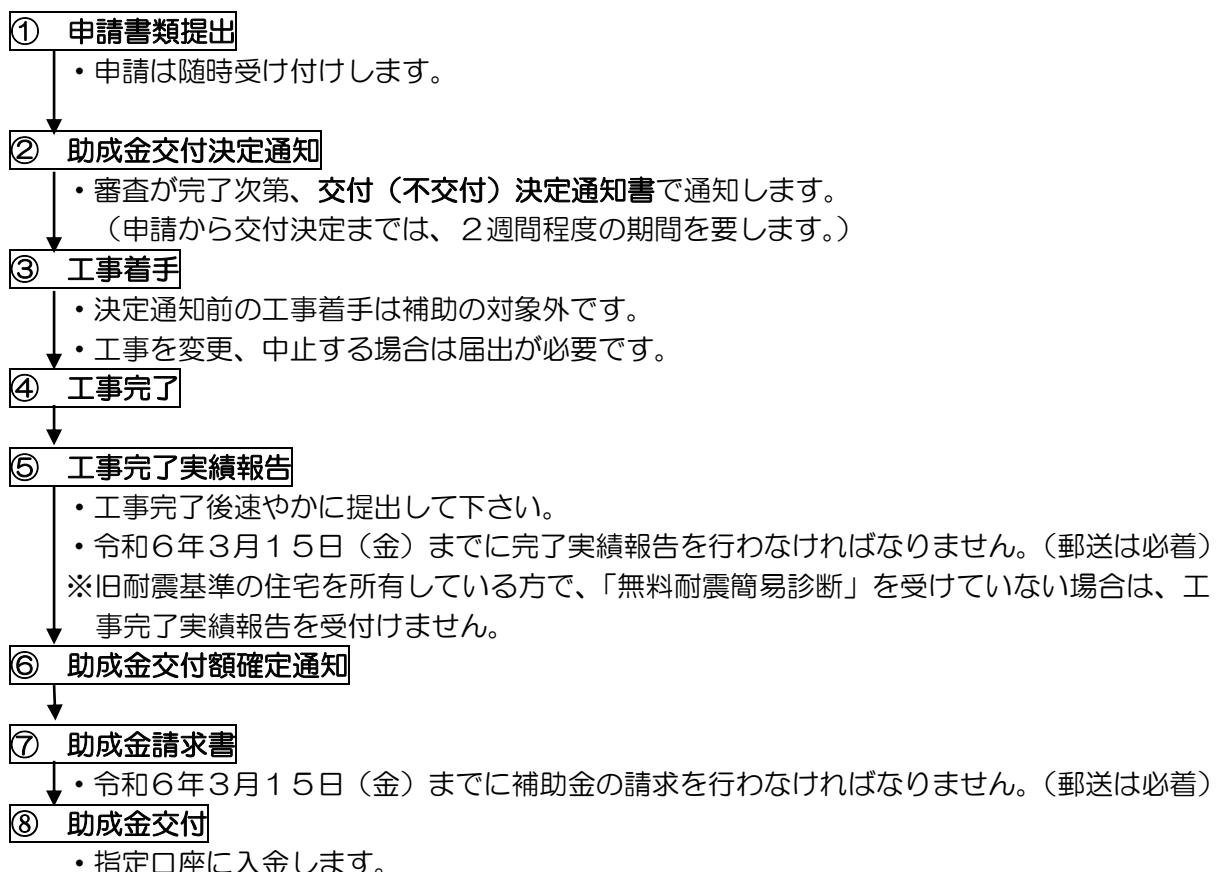 ① 申請書類提出
・申請は随時受け付けします。
② 助成金交付決定通知
・審査が完了次第、交付（不交付）決定通知書で通知します。
（申請から交付決定までは、２週間程度の期間を要します。）
③ 工事着手
・決定通知前の工事着手は補助の対象外です。
・工事を変更、中止する場合は届出が必要です。
④ 工事完了
⑤ 工事完了実績報告
・工事完了後速やかに提出して下さい。
・令和６年３月１５日（金）までに完了実績報告を行わなければなりません。（郵送は必着）
※旧耐震基準の住宅を所有している方で、「無料耐震簡易診断」を受けていない場合は、工
事完了実績報告を受付けません。
⑥ 助成金交付額確定通知
⑦ 助成金請求書
・令和６年３月１５日（金）までに補助金の請求を行わなければなりません。（郵送は必着）
⑧ 助成金交付
・指定口座に入金します。